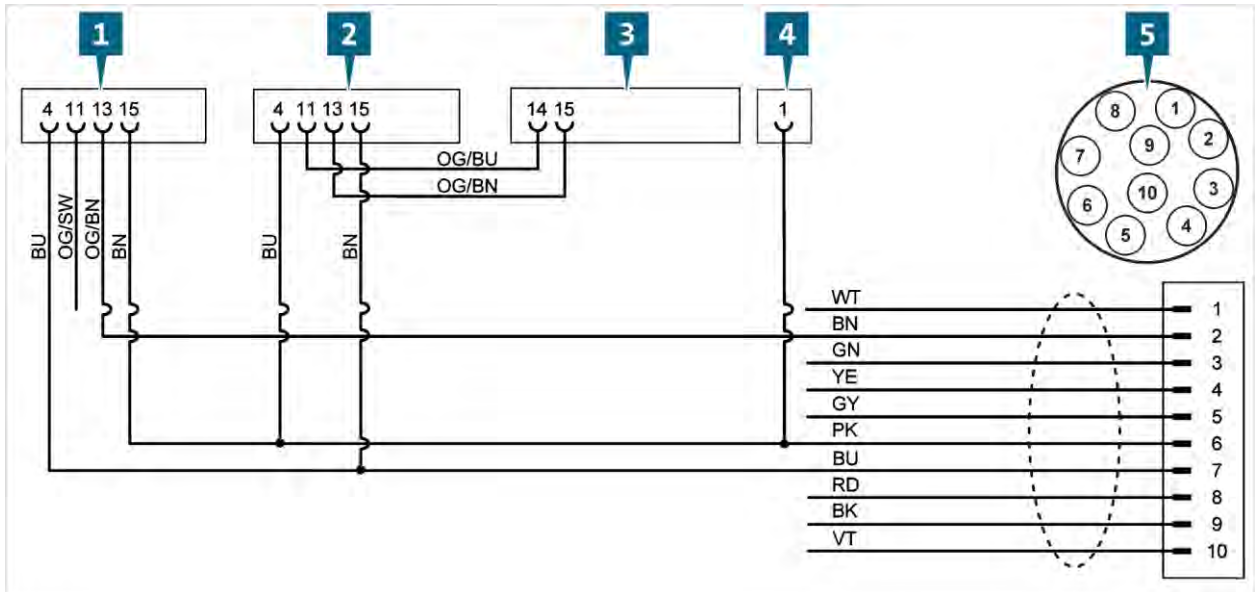 1 2 3 4 5
4 11 13 15
4 11 13 15
14 15
1
OG/BU
OG/BN
BU
OG/SW
OG/BN
BN
BU
BN
8 1
7 9 2
6 10 3
5 4
WT 1
BN 2
GN 3
YE 4
GY 5
PK 6
BU 7
RD 8
BK 9
VT 10